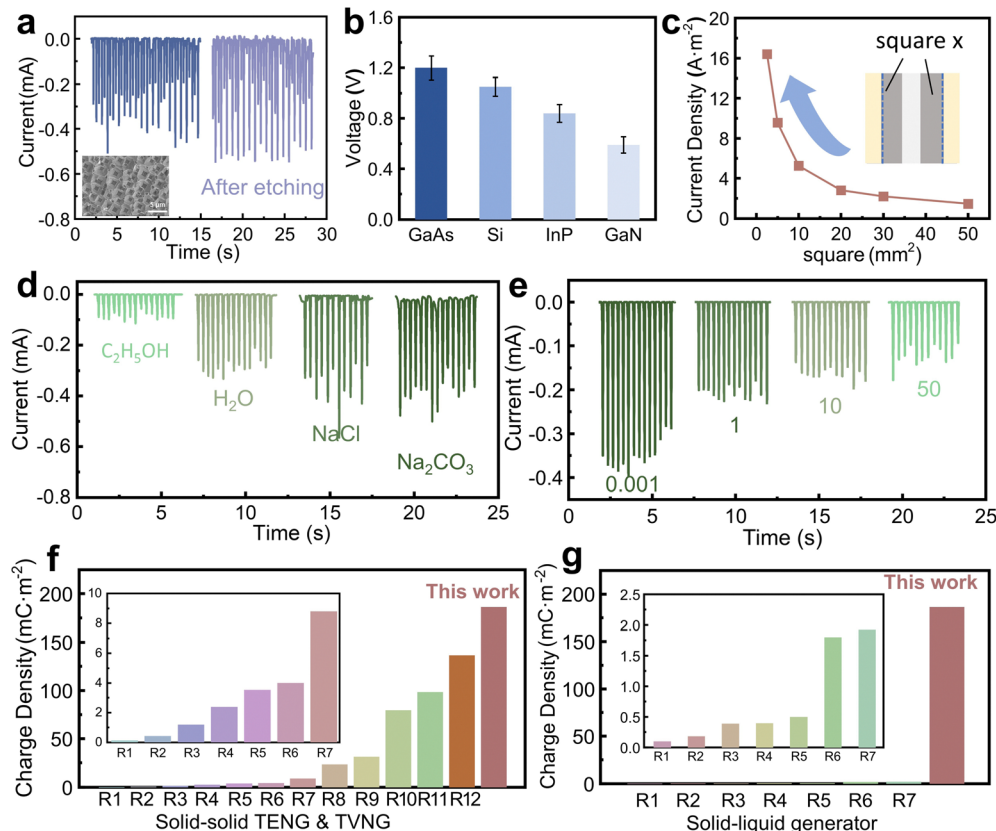 a
0.0
-0.2
-0.4
-0.6
-0.8
Current (mA)
0 5 10 15 20 25 30
Time (s)
After etching
5 μm
b
1.6
1.2
0.8
0.4
0.0
Voltage (V)
GaAs Si InP GaN
c
20
16
12
8
4
0
Current Density (A·m⁻²)
0 10 20 30 40 50
square (mm²)
square x
d
0.0
-0.2
-0.4
-0.6
-0.8
Current (mA)
0 5 10 15 20 25
Time (s)
C₂H₅OH
H₂O
NaCl
Na₂CO₃
e
0.0
-0.1
-0.2
-0.3
-0.4
Current (mA)
0 5 10 15 20 25
Time (s)
0.001
1
10
50
f
This work
200
150
100
50
0
Charge Density (mC·m⁻²)
10
8
6
4
2
0
R1 R2 R3 R4 R5 R6 R7
R1 R2 R3 R4 R5 R6 R7 R8 R9 R10 R11 R12
Solid-solid TENG & TVNG
g
This work
200
150
100
50
0
Charge Density (mC·m⁻²)
2.5
2.0
1.5
1.0
0.5
0.0
R1 R2 R3 R4 R5 R6 R7
R1 R2 R3 R4 R5 R6 R7
Solid-liquid generator